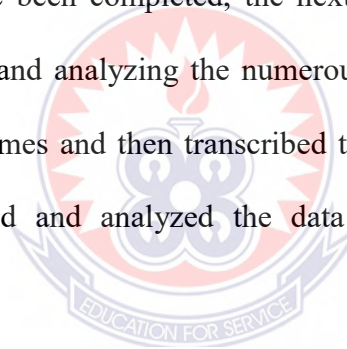 been completed, the next
and analyzing the numerou
mes and then transcribed t
d and analyzed the data
EDUCATION FOR SERVICE